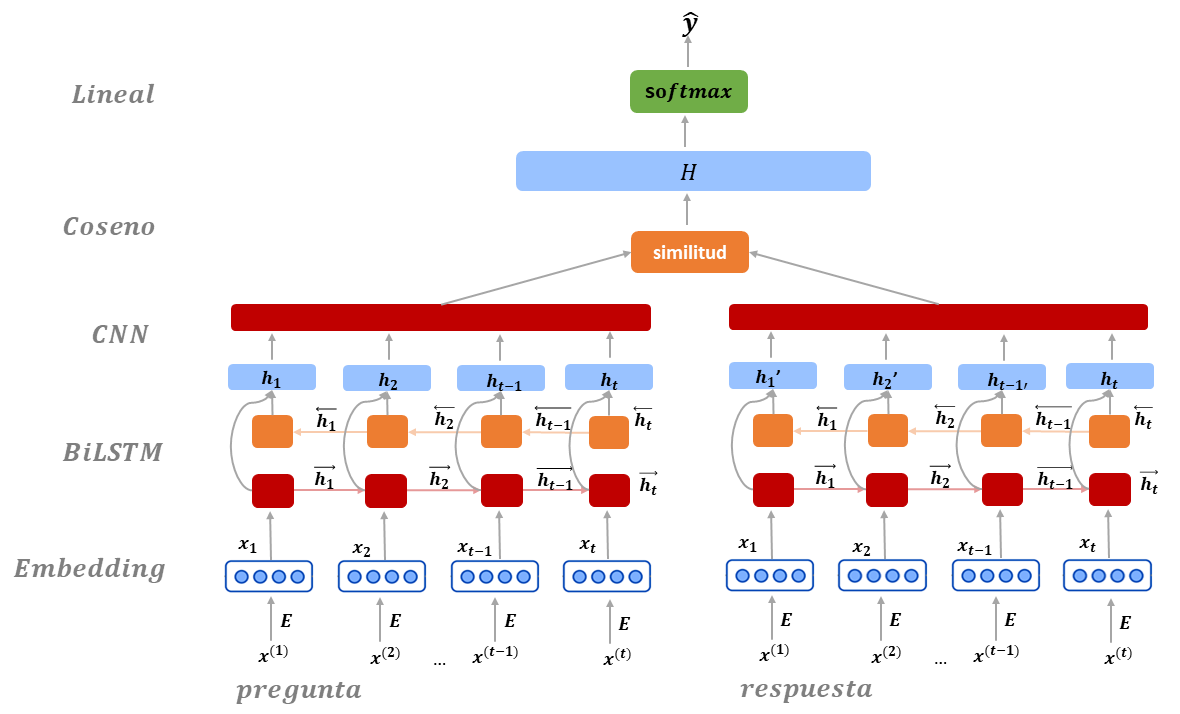 ŷ
Lineal
softmax
H
Coseno
similitud
CNN
h₁ h₂ hₜ₋₁ hₜ h₁’ h₂’ hₜ₋₁, hₜ
←h₁ ←h₂ ←hₜ₋₁ ←hₜ ←h₁ ←h₂ ←hₜ₋₁ ←hₜ
BiLSTM
→h₁ →h₂ →hₜ₋₁ →hₜ →h₁ →h₂ →hₜ₋₁ →hₜ
x₁ x₂ xₜ₋₁ xₜ x₁ x₂ xₜ₋₁ xₜ
Embedding
E E E E E E E E
x⁽¹⁾ x⁽²⁾ ... x⁽ᵗ⁻¹⁾ x⁽ᵗ⁾ x⁽¹⁾ x⁽²⁾ ... x⁽ᵗ⁻¹⁾ x⁽ᵗ⁾
pregunta respuesta